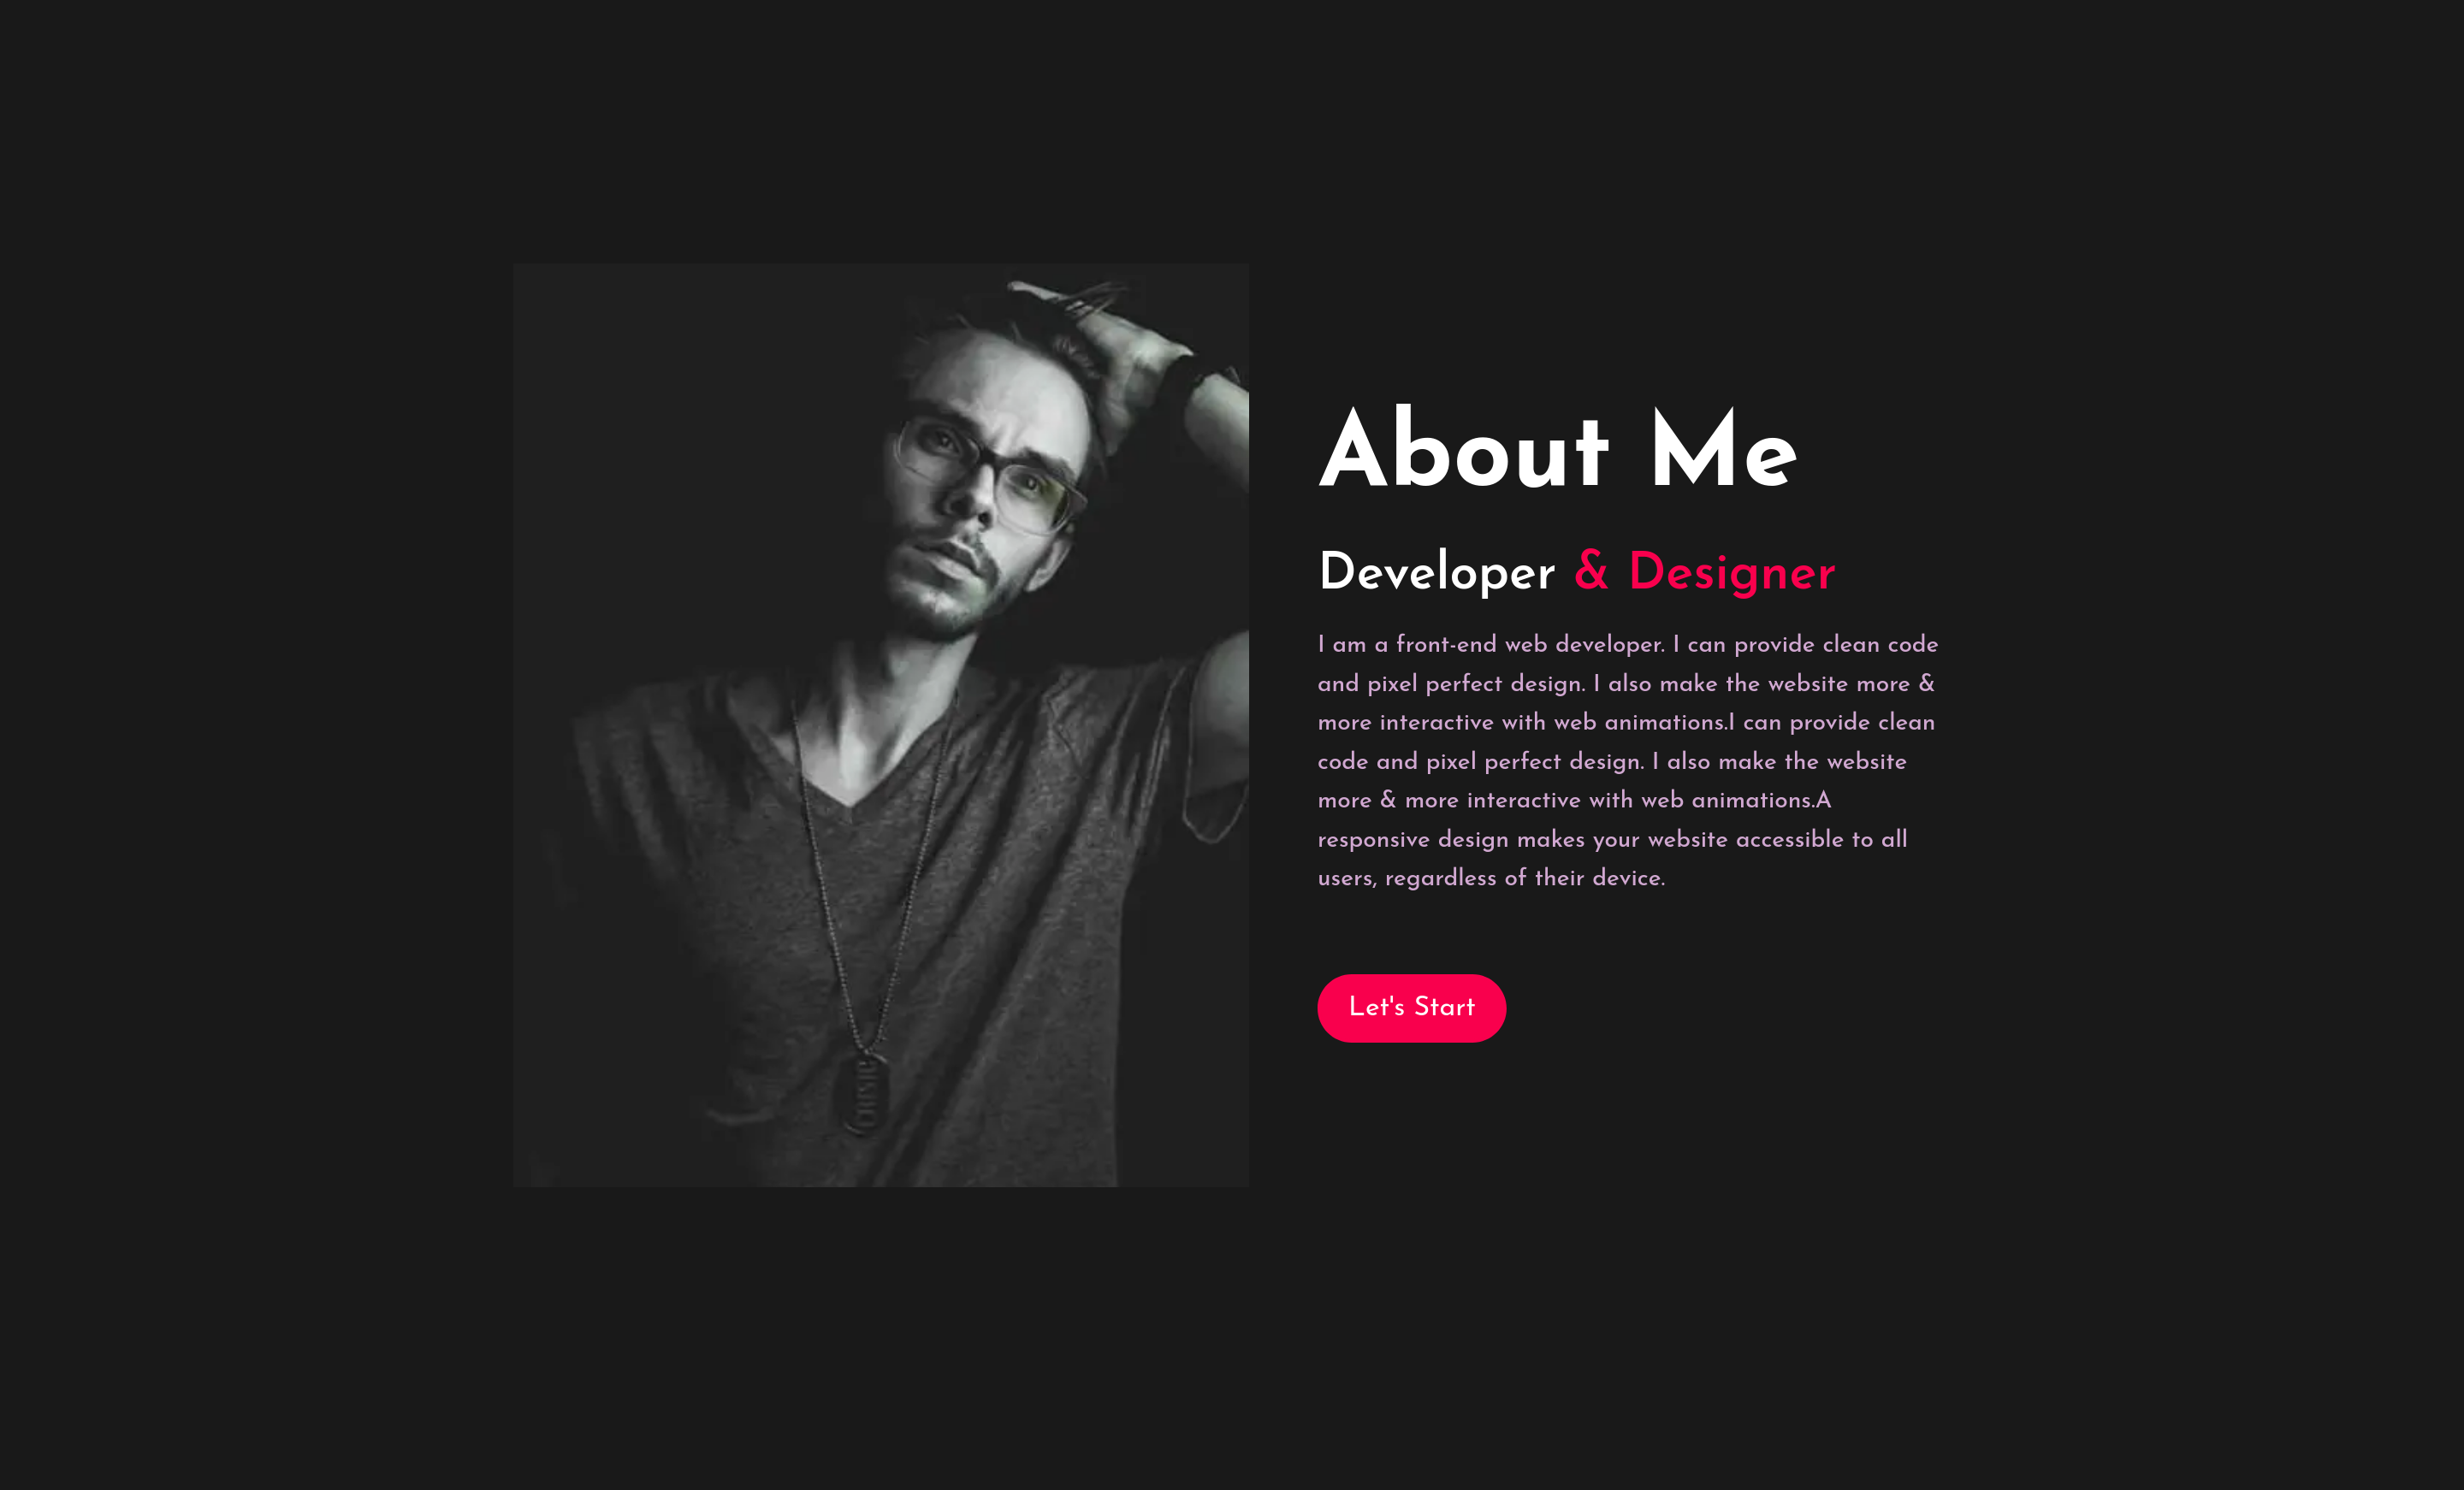 About Me
Developer & Designer
I am a front-end web developer. I can provide clean code
and pixel perfect design. I also make the website more &
more interactive with web animations.I can provide clean
code and pixel perfect design. I also make the website
more & more interactive with web animations.A
responsive design makes your website accessible to all
users, regardless of their device.
Let's Start